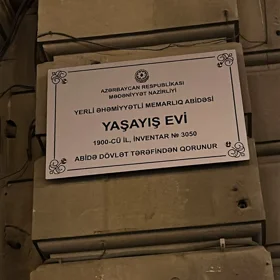 AZƏRBAYCAN RESPUBLİKASI
MƏDƏNİYYƏT NAZİRLİYİ
YERLİ ƏHƏMİYYƏTLİ MEMARLIQ ABİDƏSİ
YAŞAYIŞ EVİ
1900-CÜ İL, İNVENTAR № 3050
ABİDƏ DÖVLƏT TƏRƏFİNDƏN QORUNUR